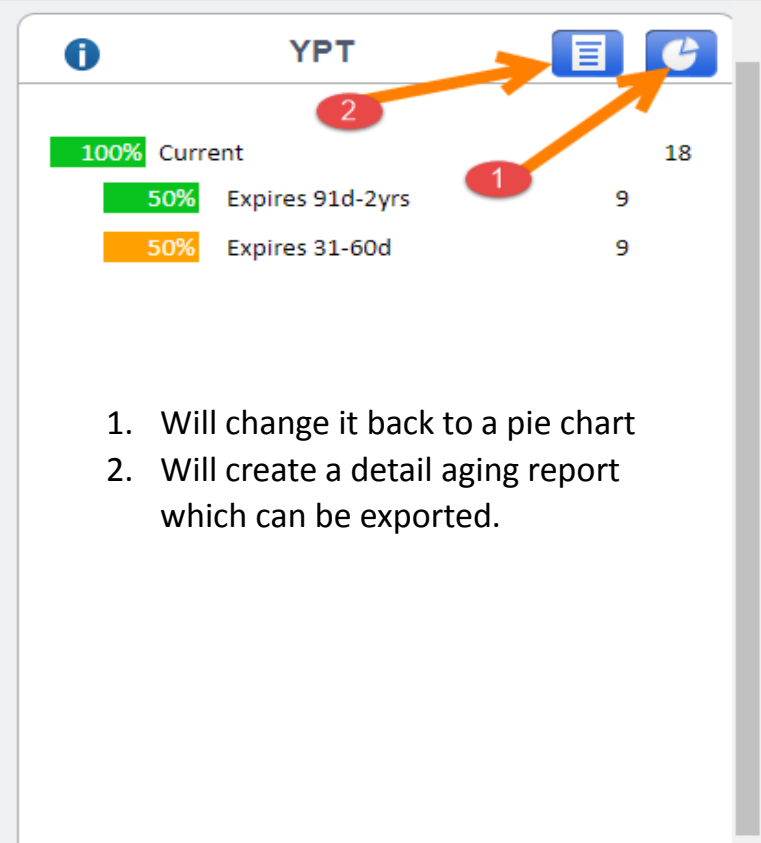 YPT
2
100% Current 18
1
50% Expires 91d-2yrs 9
50% Expires 31-60d 9
1. Will change it back to a pie chart
2. Will create a detail aging report
which can be exported.